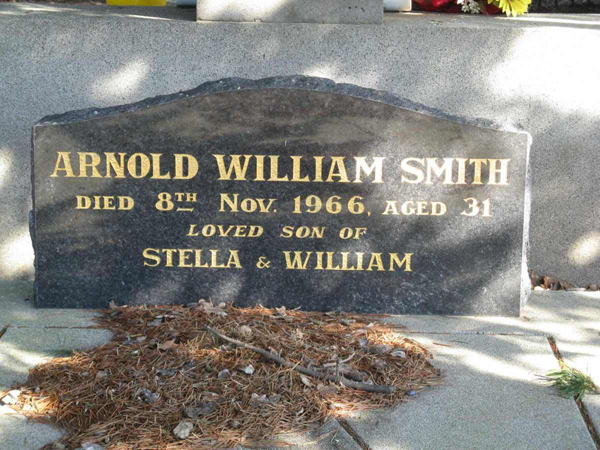 ARNOLD WILLIAM SMITH
DIED 8TH NOV. 1966, AGED 31
LOVED SON OF
STELLA & WILLIAM